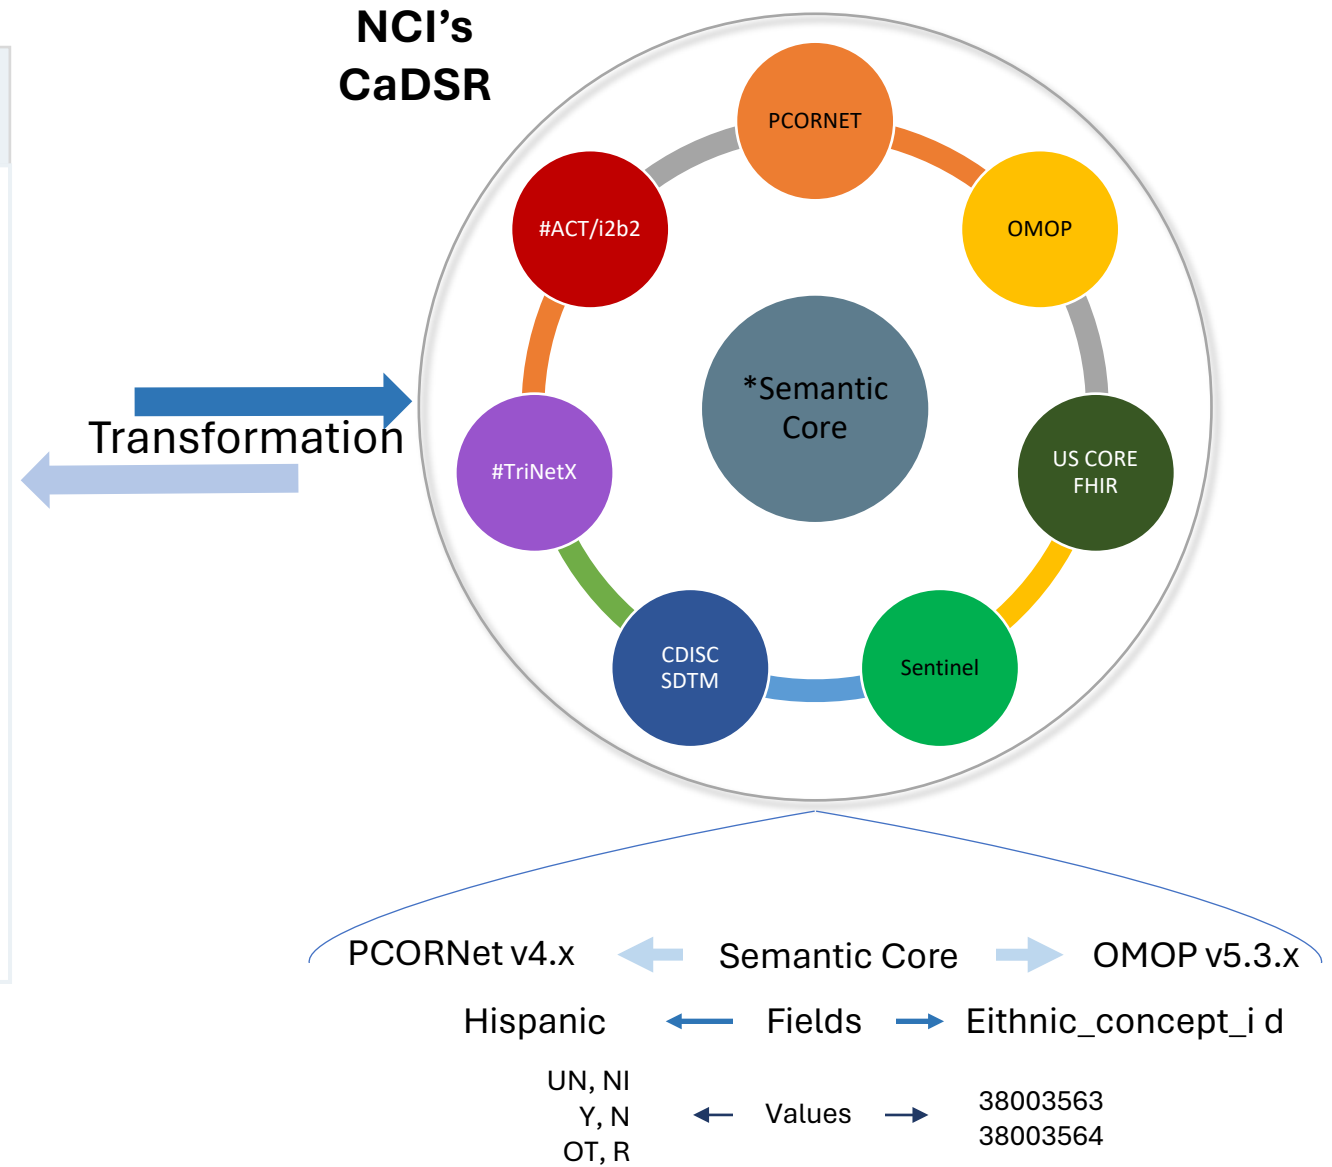 NCI's
CaDSR
PCORNET
#ACT/i2b2
OMOP
*Semantic
Core
Transformation
#TriNetX
US CORE
FHIR
CDISC
SDTM
Sentinel
PCORNet v4.x
Semantic Core
OMOP v5.3.x
Hispanic
Fields
Eithnic_concept_i d
UN, NI
Y, N
OT, R
Values
38003563
38003564